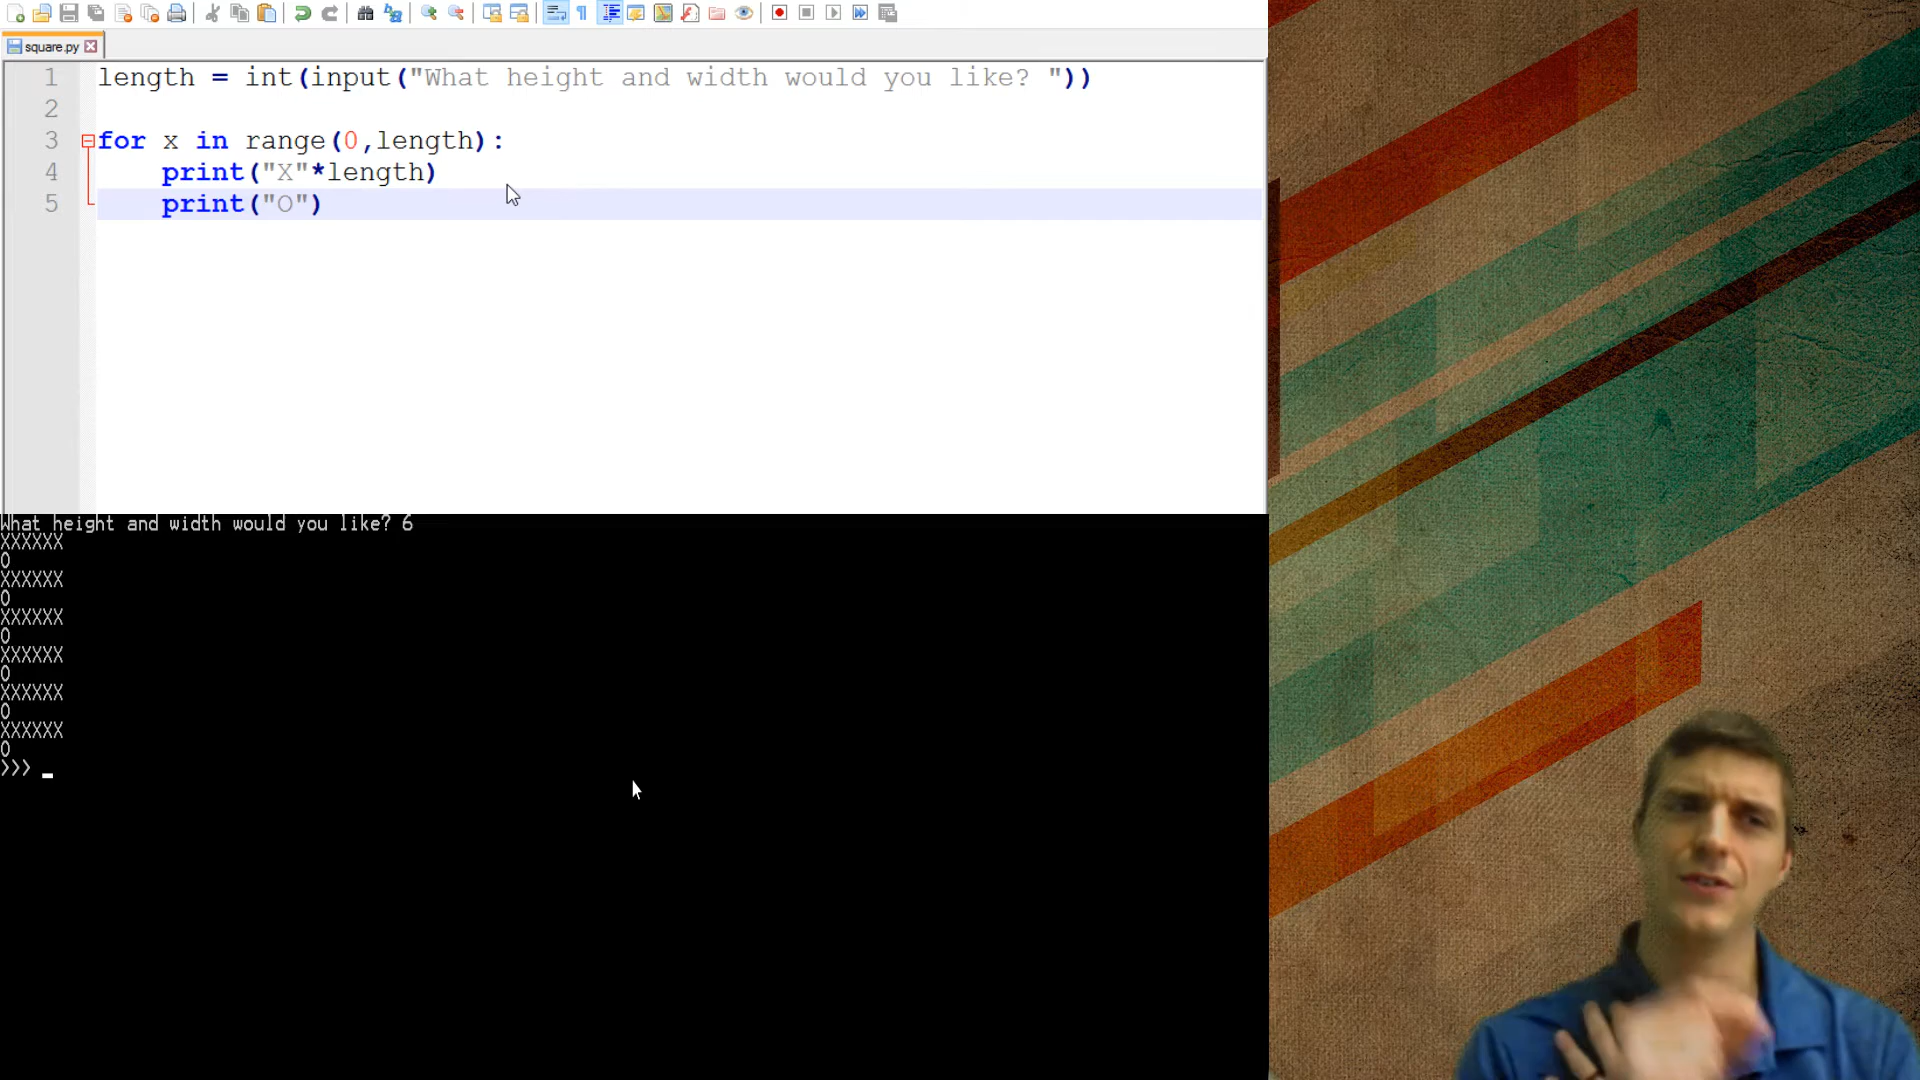 square.py
1 length = int(input("What height and width would you like? "))
2
3 for x in range(0,length):
4     print("X"*length)
5     print("O")
What height and width would you like? 6
XXXXXX
O
XXXXXX
O
XXXXXX
O
XXXXXX
O
XXXXXX
O
XXXXXX
O
>>> _